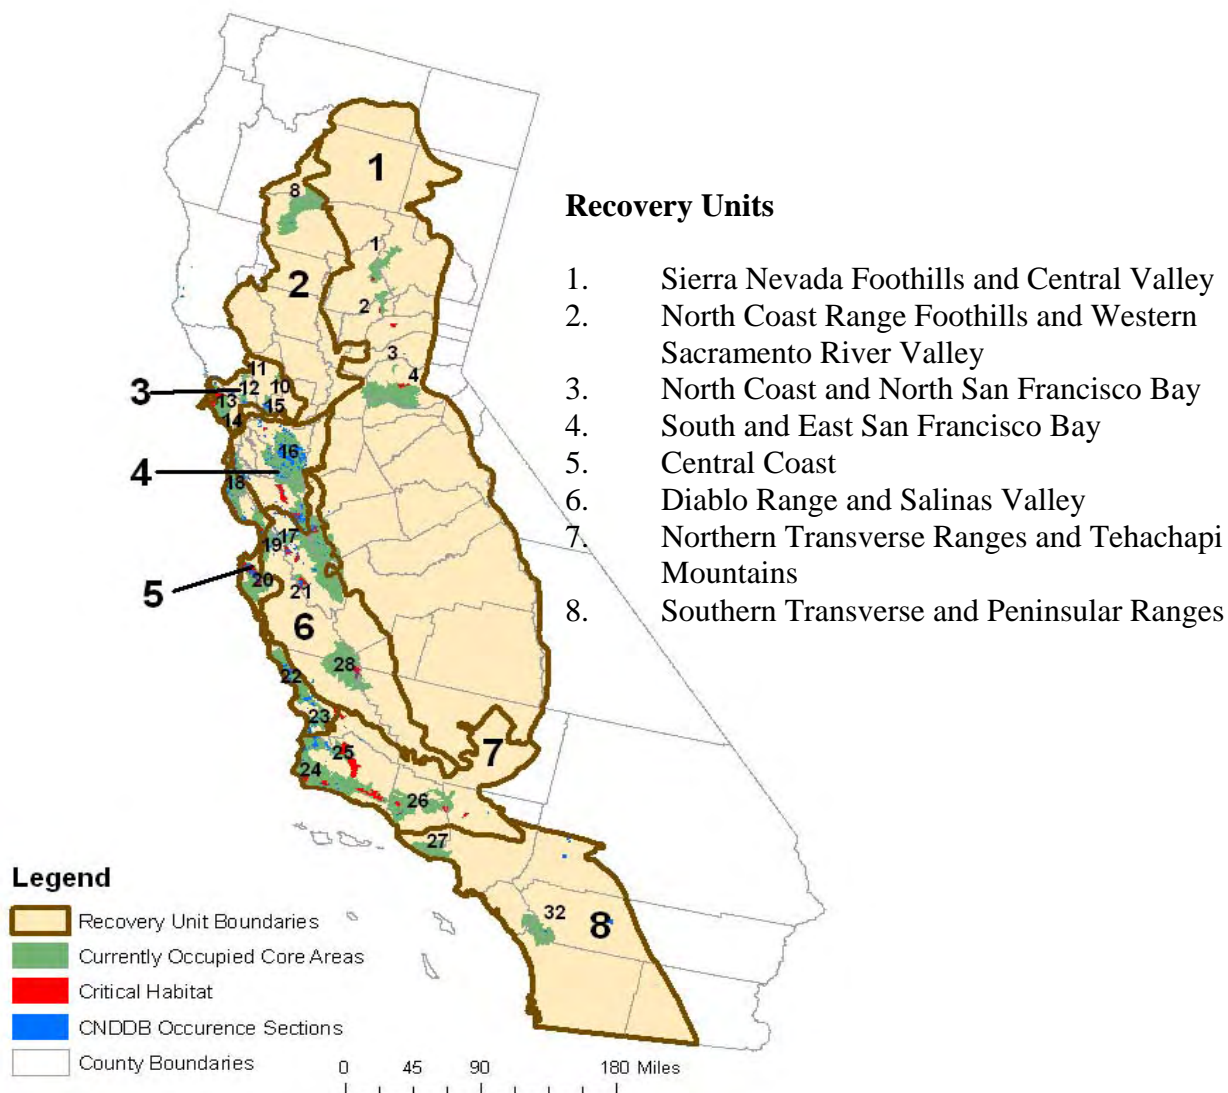 1
8
Recovery Units
1
1. Sierra Nevada Foothills and Central Valley
2
2
2. North Coast Range Foothills and Western
Sacramento River Valley
3
11
3
12
10
4
13
15
14
3. North Coast and North San Francisco Bay
4. South and East San Francisco Bay
16
4
18
5. Central Coast
6. Diablo Range and Salinas Valley
17
19
7. Northern Transverse Ranges and Tehachapi
Mountains
20
21
5
8. Southern Transverse and Peninsular Ranges
6
28
22
23
7
25
24
26
27
32
8
Legend
Recovery Unit Boundaries
Currently Occupied Core Areas
Critical Habitat
CNDDB Occurence Sections
County Boundaries
0 45 90 180 Miles